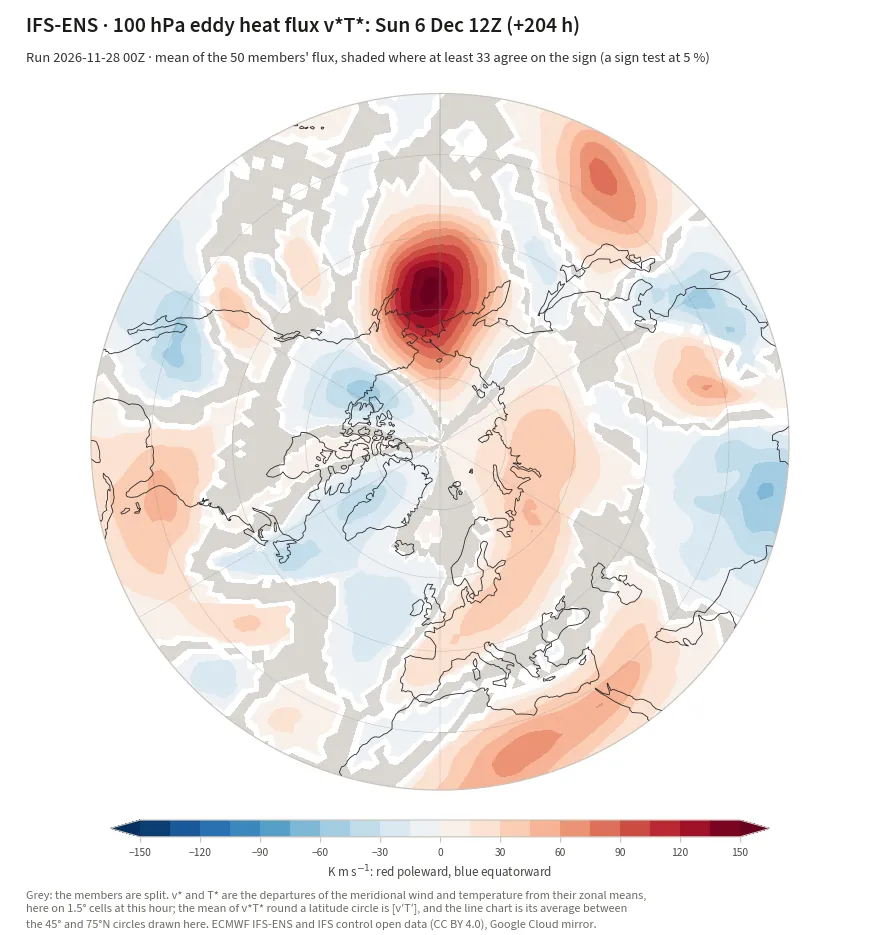 IFS-ENS · 100 hPa eddy heat flux v*T*: Sun 6 Dec 12Z (+204 h)
Run 2026-11-28 00Z · mean of the 50 members' flux, shaded where at least 33 agree on the sign (a sign test at 5 %)
−150 −120 −90 −60 −30 0 30 60 90 120 150
K m s⁻¹: red poleward, blue equatorward
Grey: the members are split. v* and T* are the departures of the meridional wind and temperature from their zonal means,
here on 1.5° cells at this hour; the mean of v*T* round a latitude circle is [v′T′], and the line chart is its average between
the 45° and 75°N circles drawn here. ECMWF IFS-ENS and IFS control open data (CC BY 4.0), Google Cloud mirror.